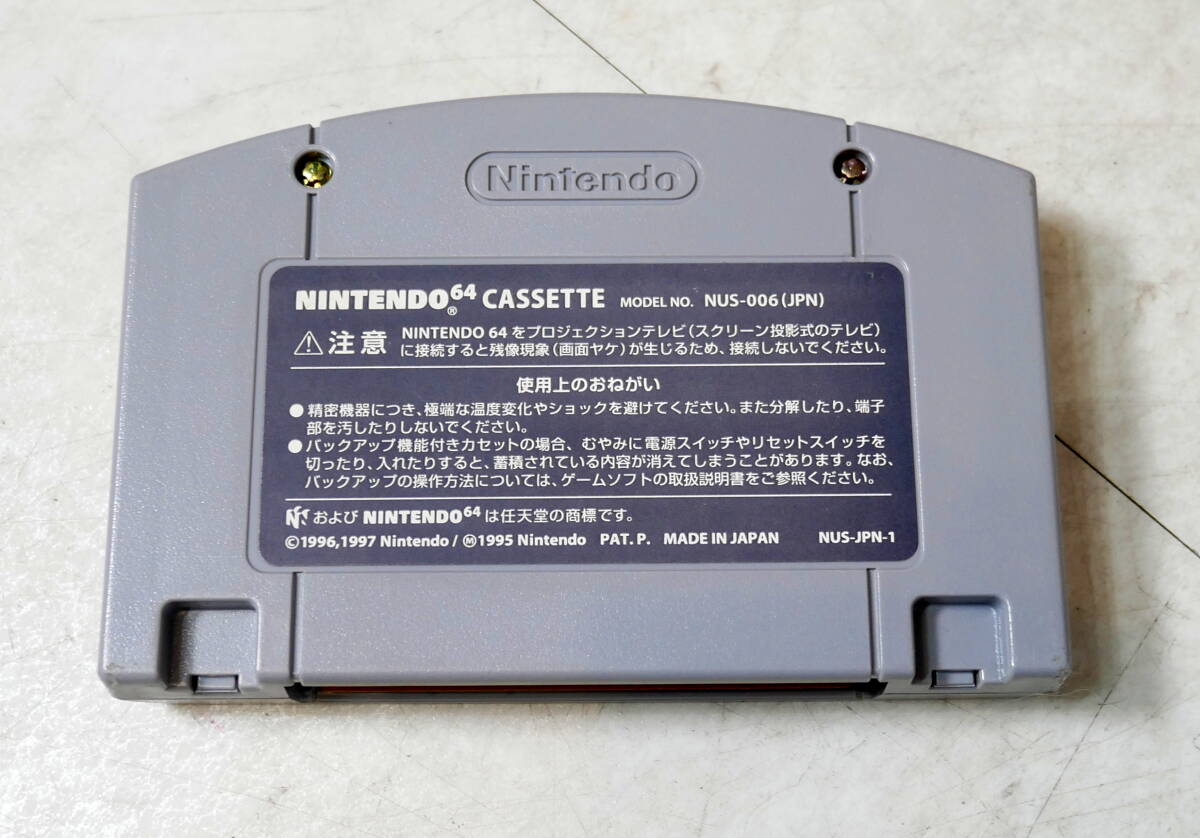 Nintendo
NINTENDO64® CASSETTE MODEL NO. NUS-006(JPN)
⚠注意 NINTENDO 64 をプロジェクションテレビ(スクリーン投影式のテレビ)
に接続すると残像現象(画面ヤケ)が生じるため、接続しないでください。
使用上のおねがい
●精密機器につき、極端な温度変化やショックを避けてください。また分解したり、端子
部を汚したりしないでください。
●バックアップ機能付きカセットの場合、むやみに電源スイッチやリセットスイッチを
切ったり、入れたりすると、蓄積されている内容が消えてしまうことがあります。なお、
バックアップの操作方法については、ゲームソフトの取扱説明書をご参照ください。
および NINTENDO64 は任天堂の商標です。
©1996,1997 Nintendo / Ⓜ1995 Nintendo PAT. P. MADE IN JAPAN NUS-JPN-1